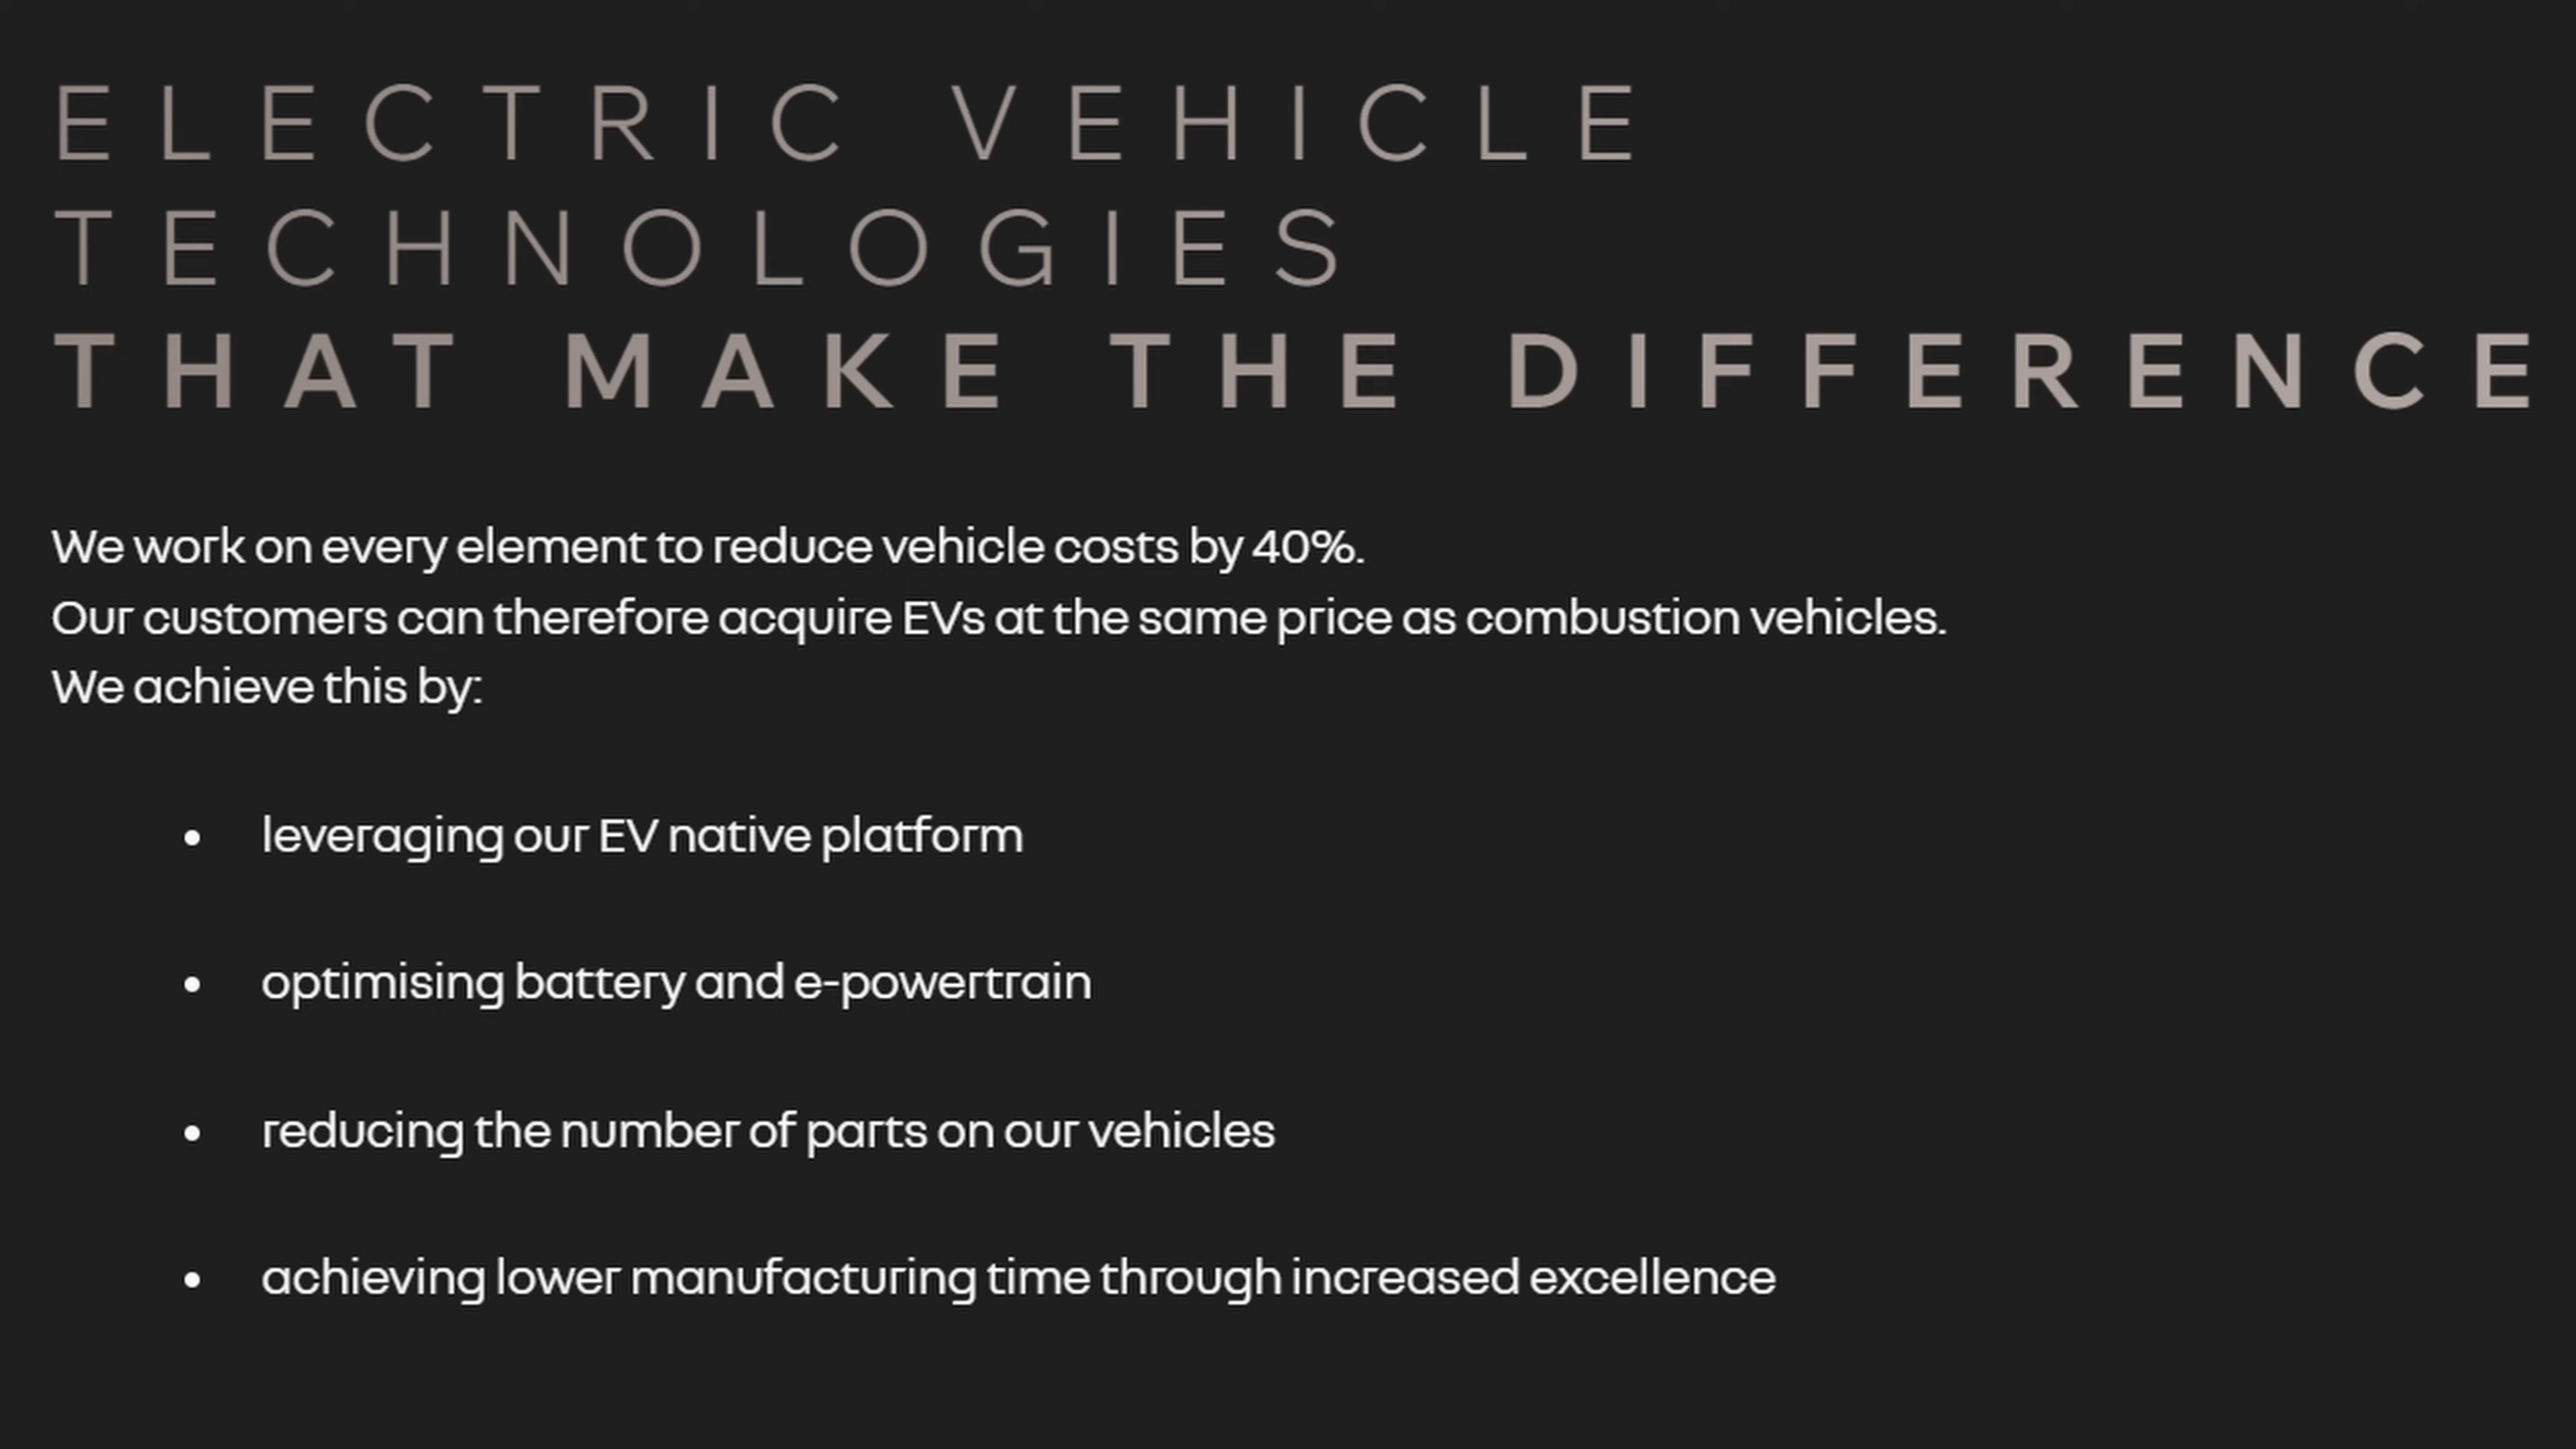 ELECTRIC VEHICLE
TECHNOLOGIES
THAT MAKE THE DIFFERENCE
We work on every element to reduce vehicle costs by 40%.
Our customers can therefore acquire EVs at the same price as combustion vehicles.
We achieve this by:
• leveraging our EV native platform
• optimising battery and e-powertrain
• reducing the number of parts on our vehicles
• achieving lower manufacturing time through increased excellence